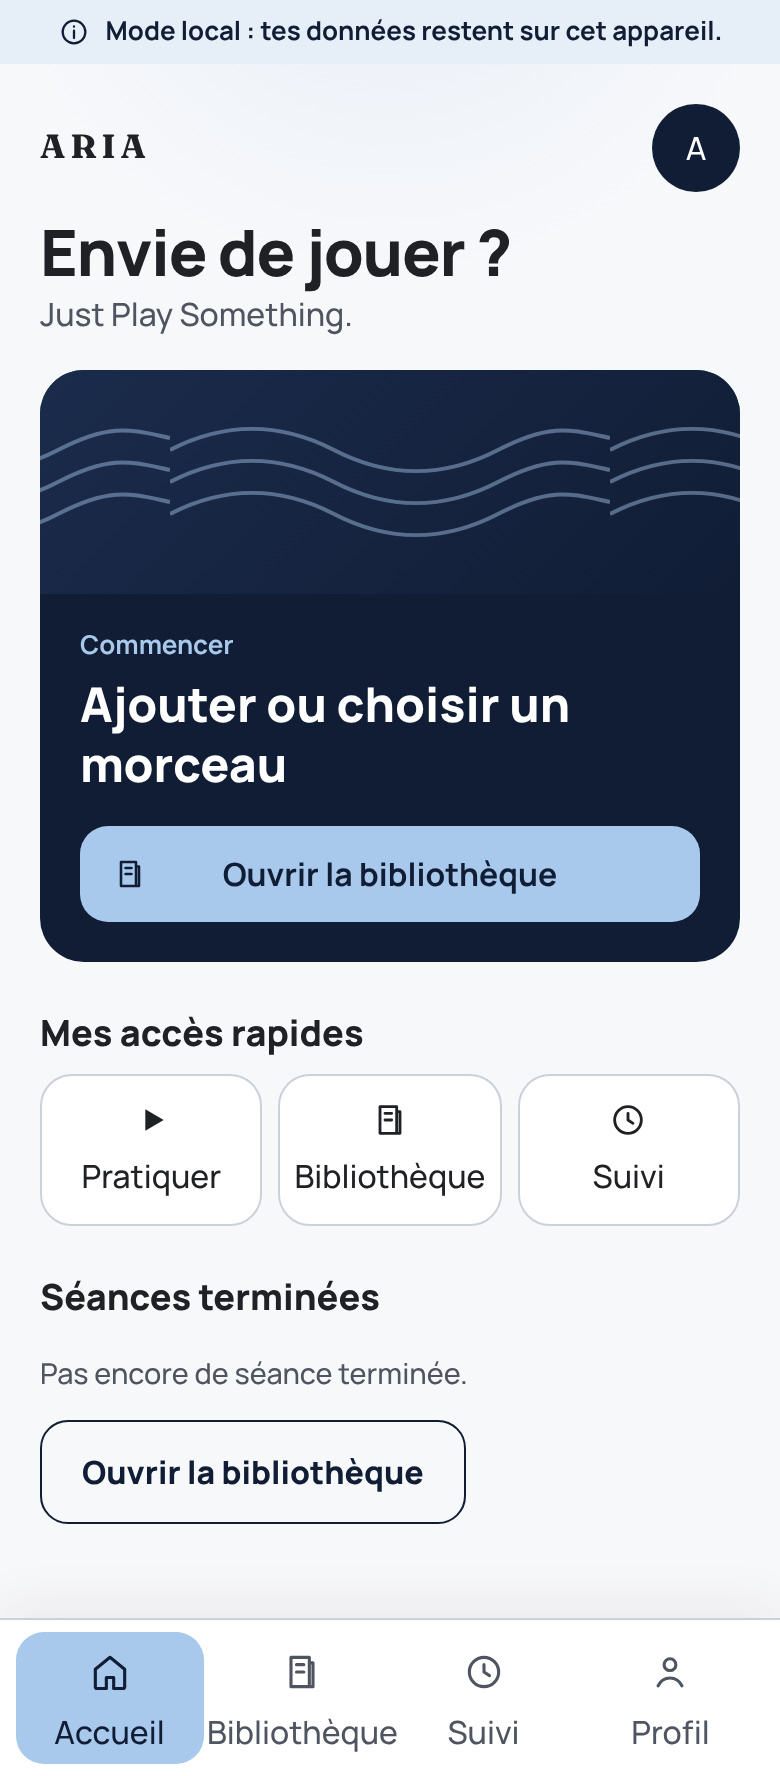 Mode local : tes données restent sur cet appareil.
ARIA
A
Envie de jouer ?
Just Play Something.
Commencer
Ajouter ou choisir un
morceau
Ouvrir la bibliothèque
Mes accès rapides
Pratiquer
Bibliothèque
Suivi
Séances terminées
Pas encore de séance terminée.
Ouvrir la bibliothèque
Accueil
Bibliothèque
Suivi
Profil